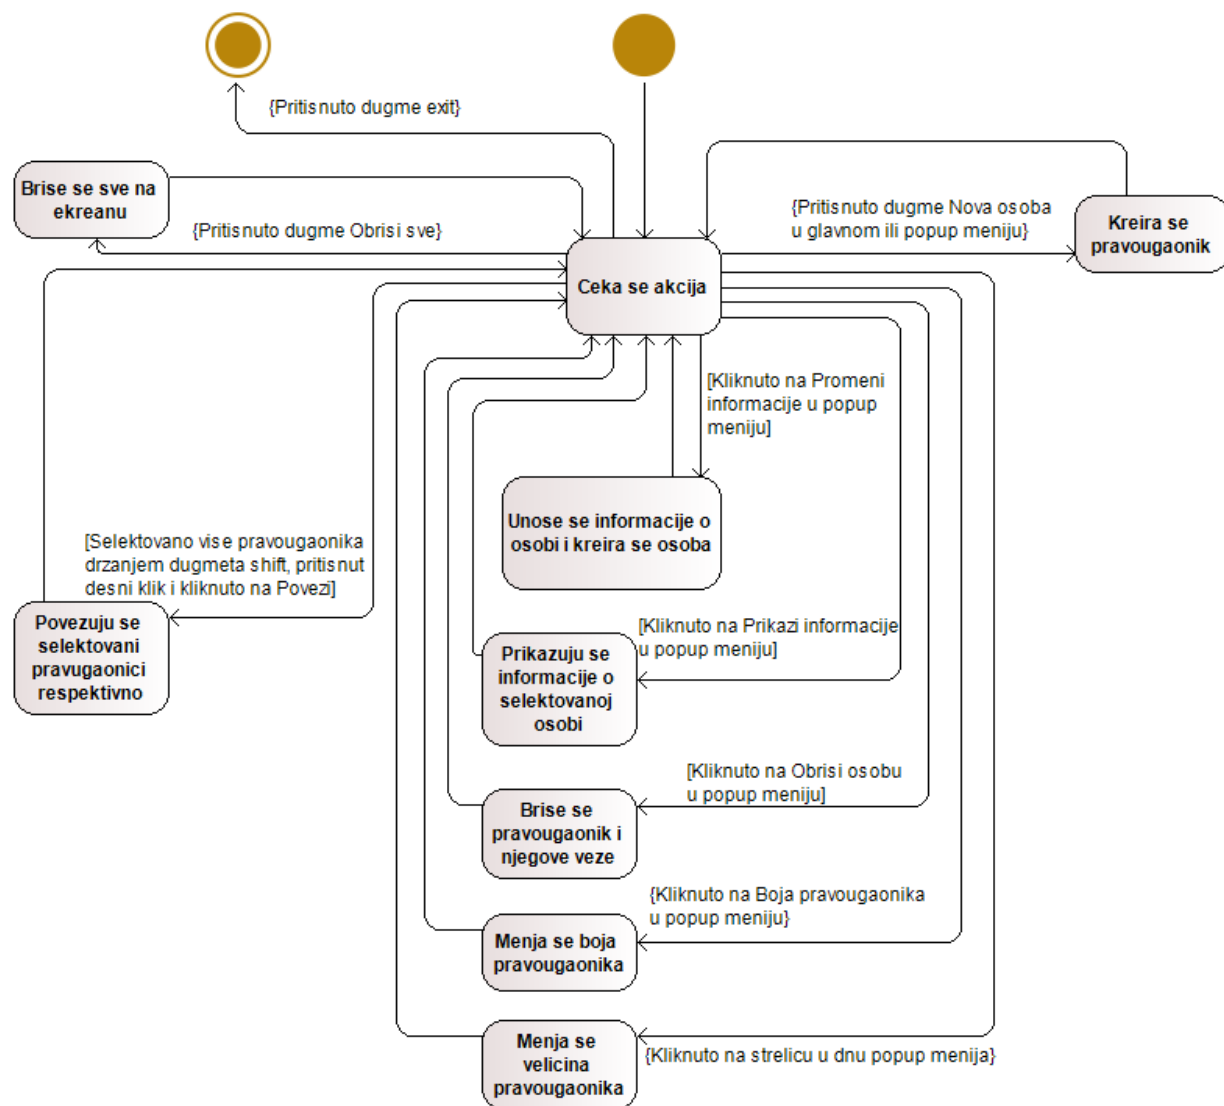 {Pritisnuto dugme exit}
Brise se sve na
ekreanu
{Pritisnuto dugme Obrisi sve}
{Pritisnuto dugme Nova osoba
u glavnom ili popup meniju}
Kreira se
pravougaonik
Ceka se akcija
[Kliknuto na Promeni
informacije u popup
meniju]
Unose se informacije o
osobi i kreira se osoba
[Selektovano vise pravougaonika
drzanjem dugmeta shift, pritisnut
desni klik i kliknuto na Povezi]
Povezuju se
selektovani
pravugaonici
respektivno
[Kliknuto na Prikazi informacije
u popup meniju]
Prikazuju se
informacije o
selektovanoj
osobi
[Kliknuto na Obrisi osobu
u popup meniju]
Brise se
pravougaonik i
njegove veze
{Kliknuto na Boja pravougaonika
u popup meniju}
Menja se boja
pravougaonika
Menja se
velicina
pravougaonika
{Kliknuto na strelicu u dnu popup menija}